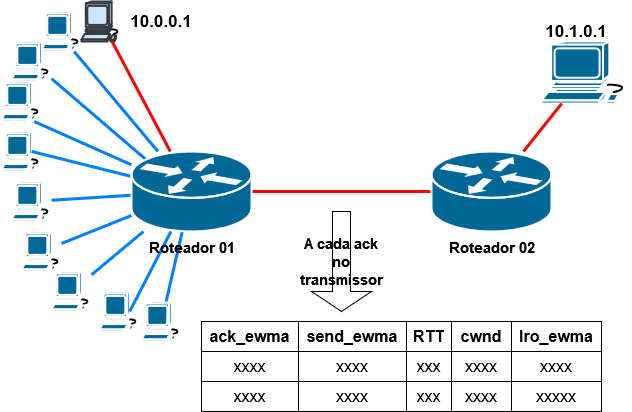 10.0.0.1
10.1.0.1
Roteador 01
Roteador 02
A cada ack
no
transmissor
ack_ewma send_ewma RTT cwnd lro_ewma
xxxx xxxx xxx xxxx xxxx
xxxx xxxx xxx xxxx xxxxx